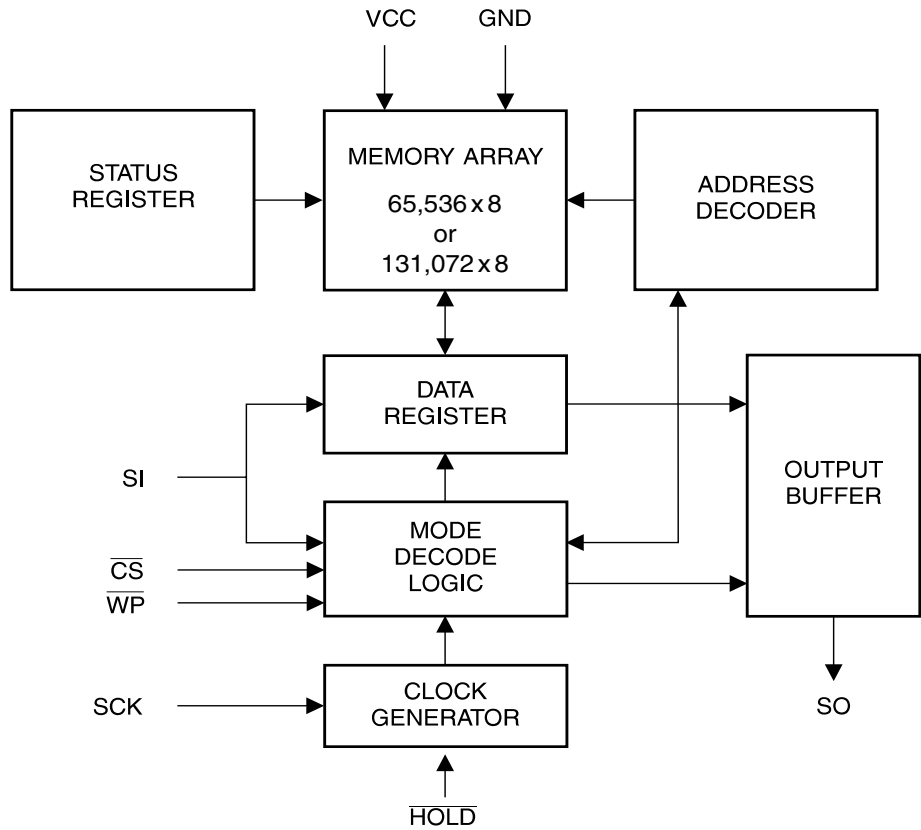 VCC
GND
STATUS
REGISTER
MEMORY ARRAY
65,536 x 8
or
131,072 x 8
ADDRESS
DECODER
DATA
REGISTER
OUTPUT
BUFFER
SI
MODE
DECODE
LOGIC
CS
WP
SCK
CLOCK
GENERATOR
SO
HOLD